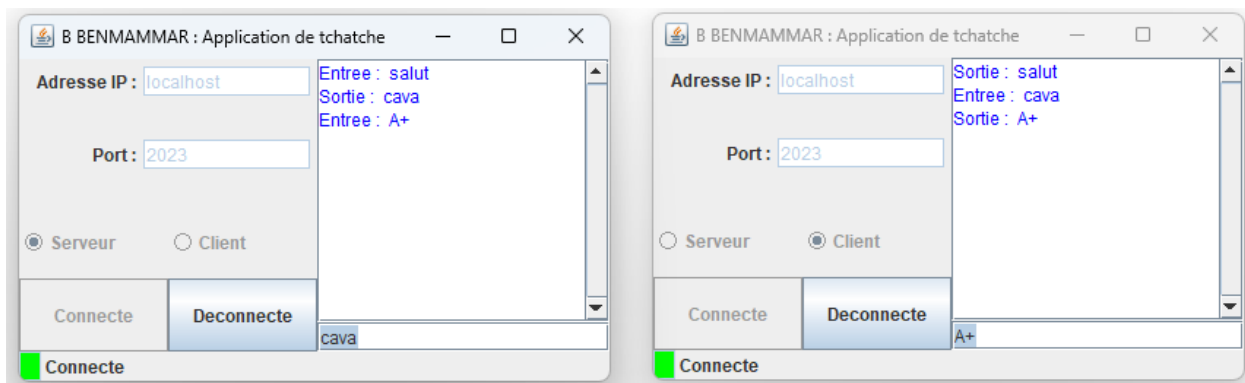 B BENMAMMAR : Application de tchatche
Adresse IP : localhost
Port : 2023
Serveur Client
Connecte Deconnecte
Entree : salut
Sortie : cava
Entree : A+
cava
Connecte
B BENMAMMAR : Application de tchatche
Adresse IP : localhost
Port : 2023
Serveur Client
Connecte Deconnecte
Sortie : salut
Entree : cava
Sortie : A+
A+
Connecte